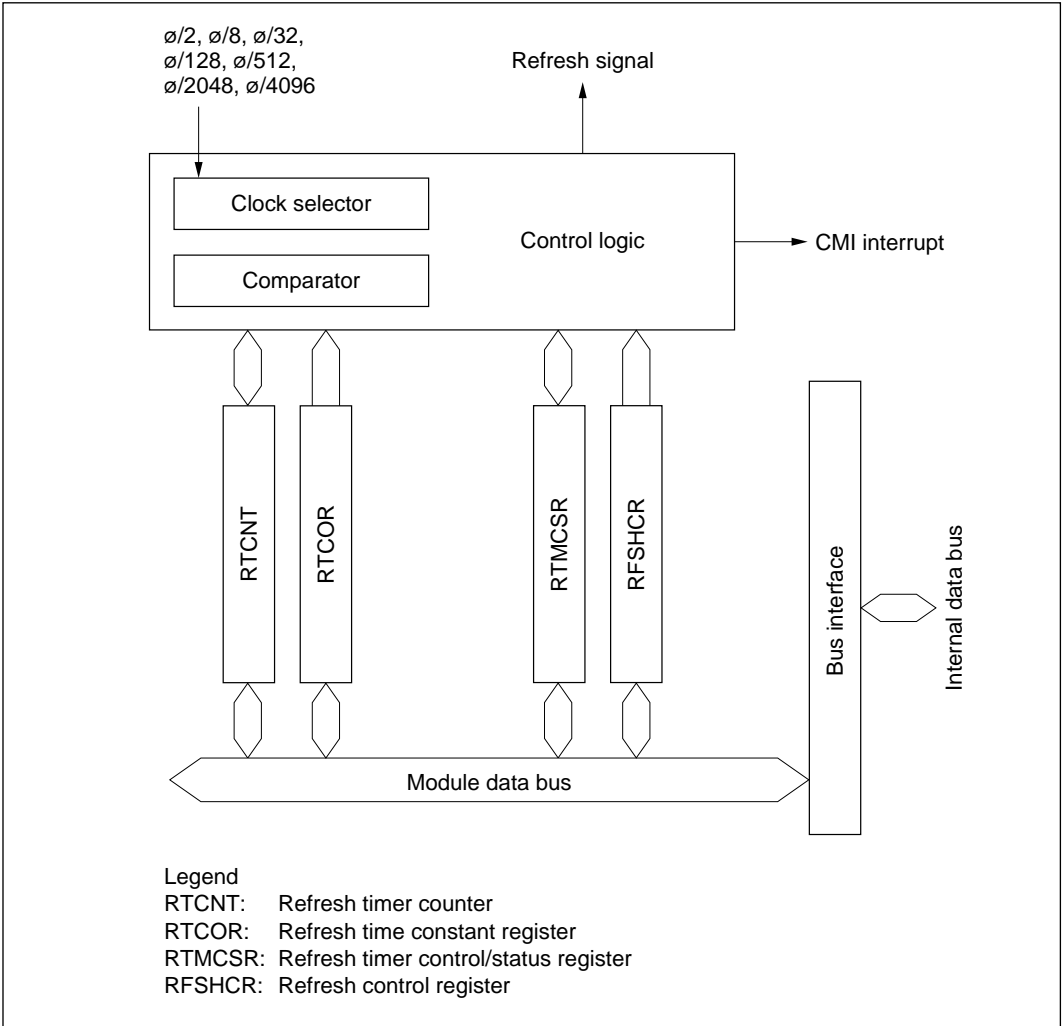 ø/2, ø/8, ø/32,
ø/128, ø/512,
ø/2048, ø/4096
Refresh signal
Clock selector
Control logic
CMI interrupt
Comparator
RTCNT
RTCOR
RTMCSR
RFSHCR
Bus interface
Internal data bus
Module data bus
Legend
RTCNT: Refresh timer counter
RTCOR: Refresh time constant register
RTMCSR: Refresh timer control/status register
RFSHCR: Refresh control register